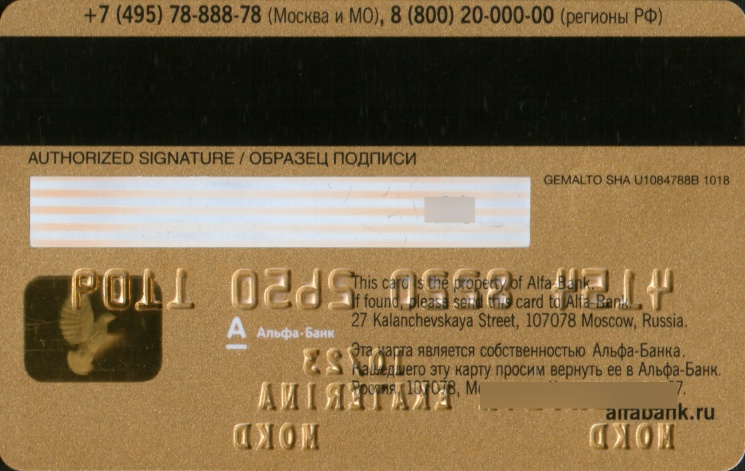 +7 (495) 78-888-78 (Москва и МО), 8 (800) 20-000-00 (регионы РФ)
AUTHORIZED SIGNATURE / ОБРАЗЕЦ ПОДПИСИ
GEMALTO SHA U1084788B 1018
This card is the property of Alfa-Bank.
If found, please send this card to Alfa-Bank.
27 Kalanchevskaya Street, 107078 Moscow, Russia.
А Альфа·Банк
Эта карта является собственностью Альфа-Банка.
Нашедшего эту карту просим вернуть ее в Альфа-Банк.
Россия, 107078,
EKATERINA
alfabank.ru